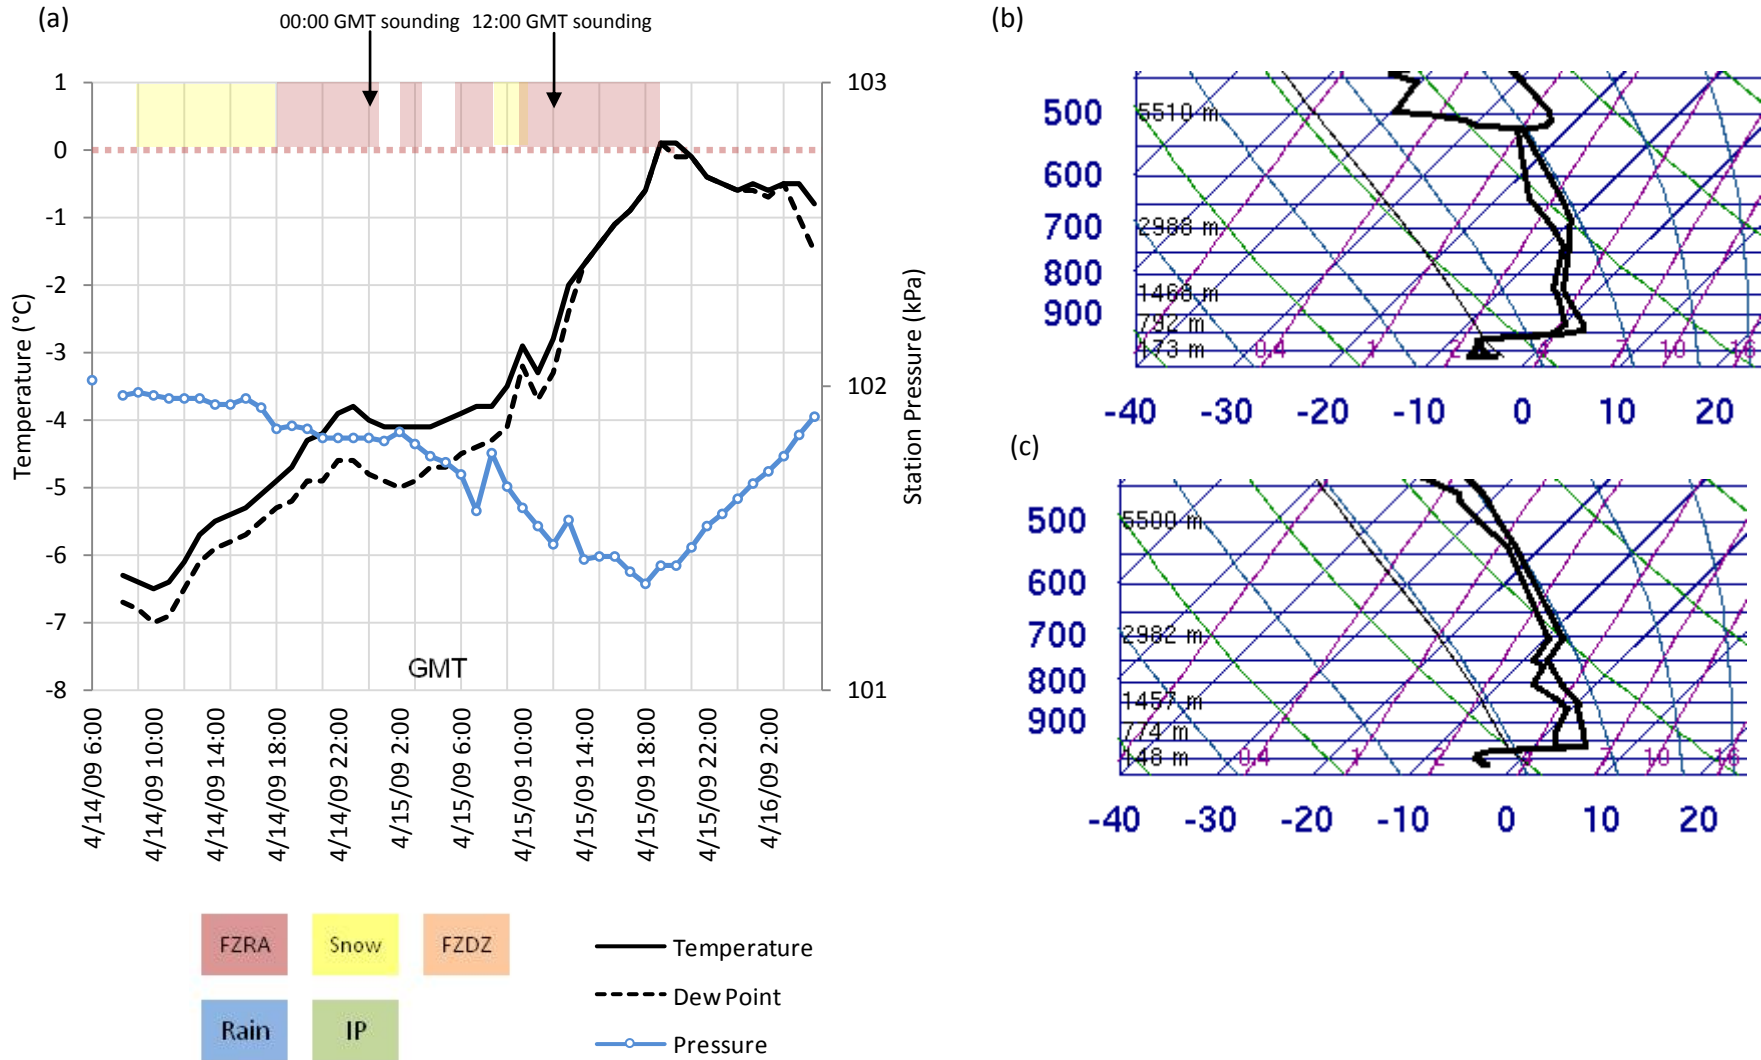 (a)
00:00 GMT sounding 12:00 GMT sounding
1
0
-1
-2
-3
-4
-5
-6
-7
-8
Temperature (°C)
103
102
101
Station Pressure (kPa)
GMT
4/14/09 6:00
4/14/09 10:00
4/14/09 14:00
4/14/09 18:00
4/14/09 22:00
4/15/09 2:00
4/15/09 6:00
4/15/09 10:00
4/15/09 14:00
4/15/09 18:00
4/15/09 22:00
4/16/09 2:00
FZRA Snow FZDZ
Rain IP
Temperature
Dew Point
Pressure
(b)
500 5510 m
600
700 2988 m
800
1468 m
900
792 m
173 m 0.4 1 2 4 7 10 16
-40 -30 -20 -10 0 10 20
(c)
500 5500 m
600
700 2982 m
800
1457 m
900
774 m
148 m 0.4 1 2 4 7 10 16
-40 -30 -20 -10 0 10 20